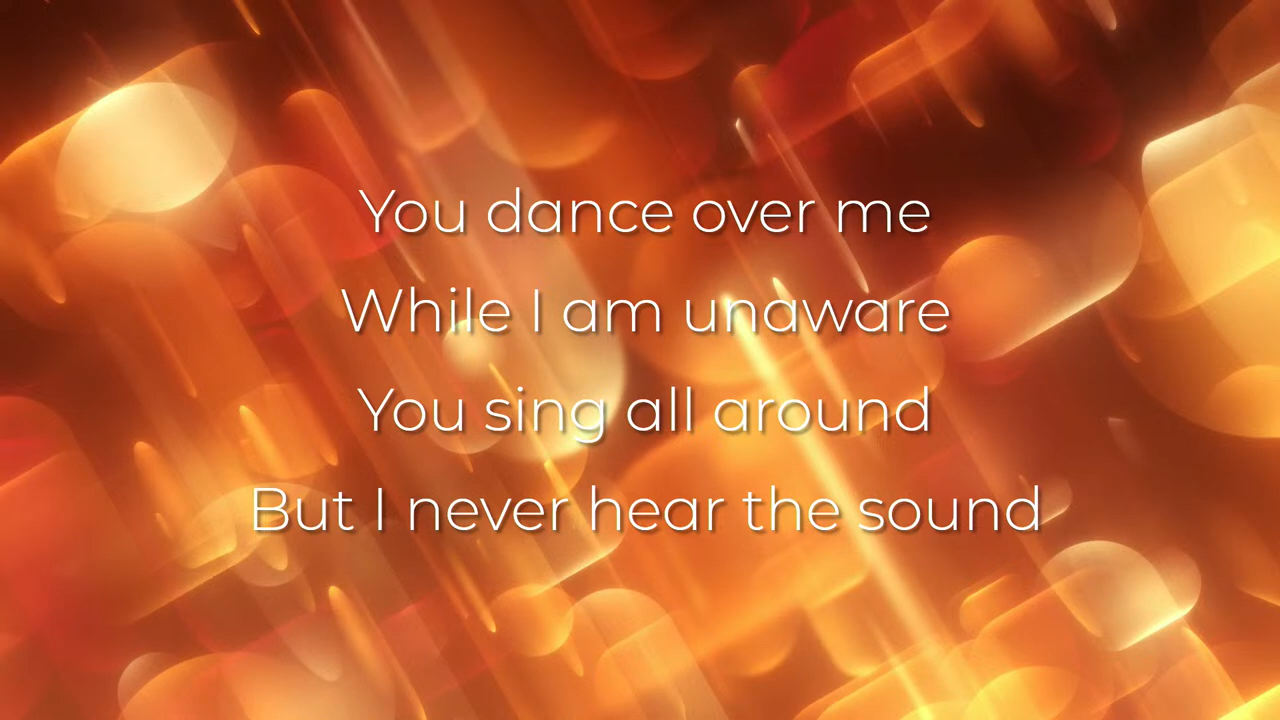 You dance over me
While I am unaware
You sing all around
But I never hear the sound